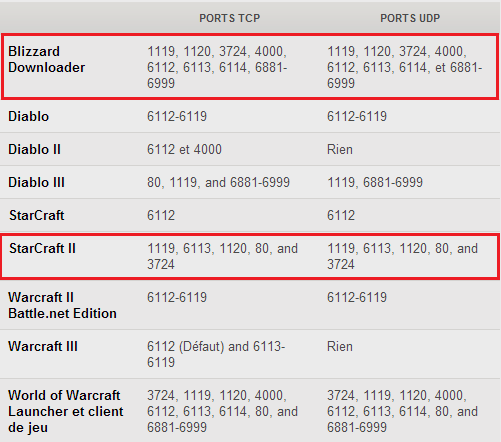 PORTS TCP PORTS UDP
Blizzard Downloader 1119, 1120, 3724, 4000, 6112, 6113, 6114, 6881-6999 1119, 1120, 3724, 4000, 6112, 6113, 6114, et 6881-6999
Diablo 6112-6119 6112-6119
Diablo II 6112 et 4000 Rien
Diablo III 80, 1119, and 6881-6999 1119, 6881-6999
StarCraft 6112 6112
StarCraft II 1119, 6113, 1120, 80, and 3724 1119, 6113, 1120, 80, and 3724
Warcraft II Battle.net Edition 6112-6119 6112-6119
Warcraft III 6112 (Défaut) and 6113-6119 Rien
World of Warcraft Launcher et client de jeu 3724, 1119, 1120, 4000, 6112, 6113, 6114, 80, and 6881-6999 3724, 1119, 1120, 4000, 6112, 6113, 6114, 80, and 6881-6999